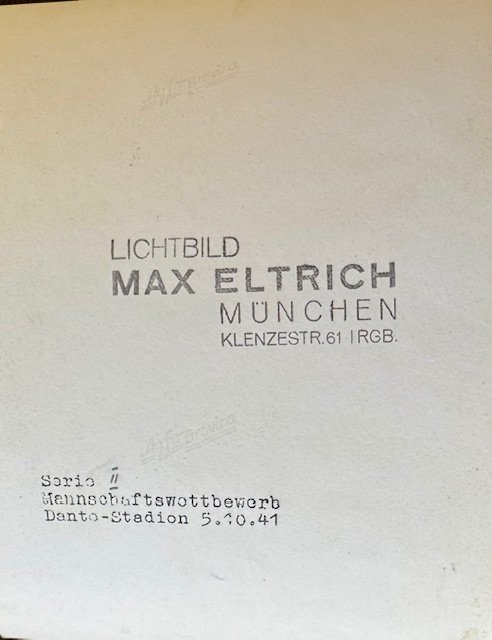 LICHTBILD
MAX ELTRICH
MÜNCHEN
KLENZESTR.61 I RGB.
Serie II
Mannschaftswettbewerb
Dante-Stadion 5.10.41